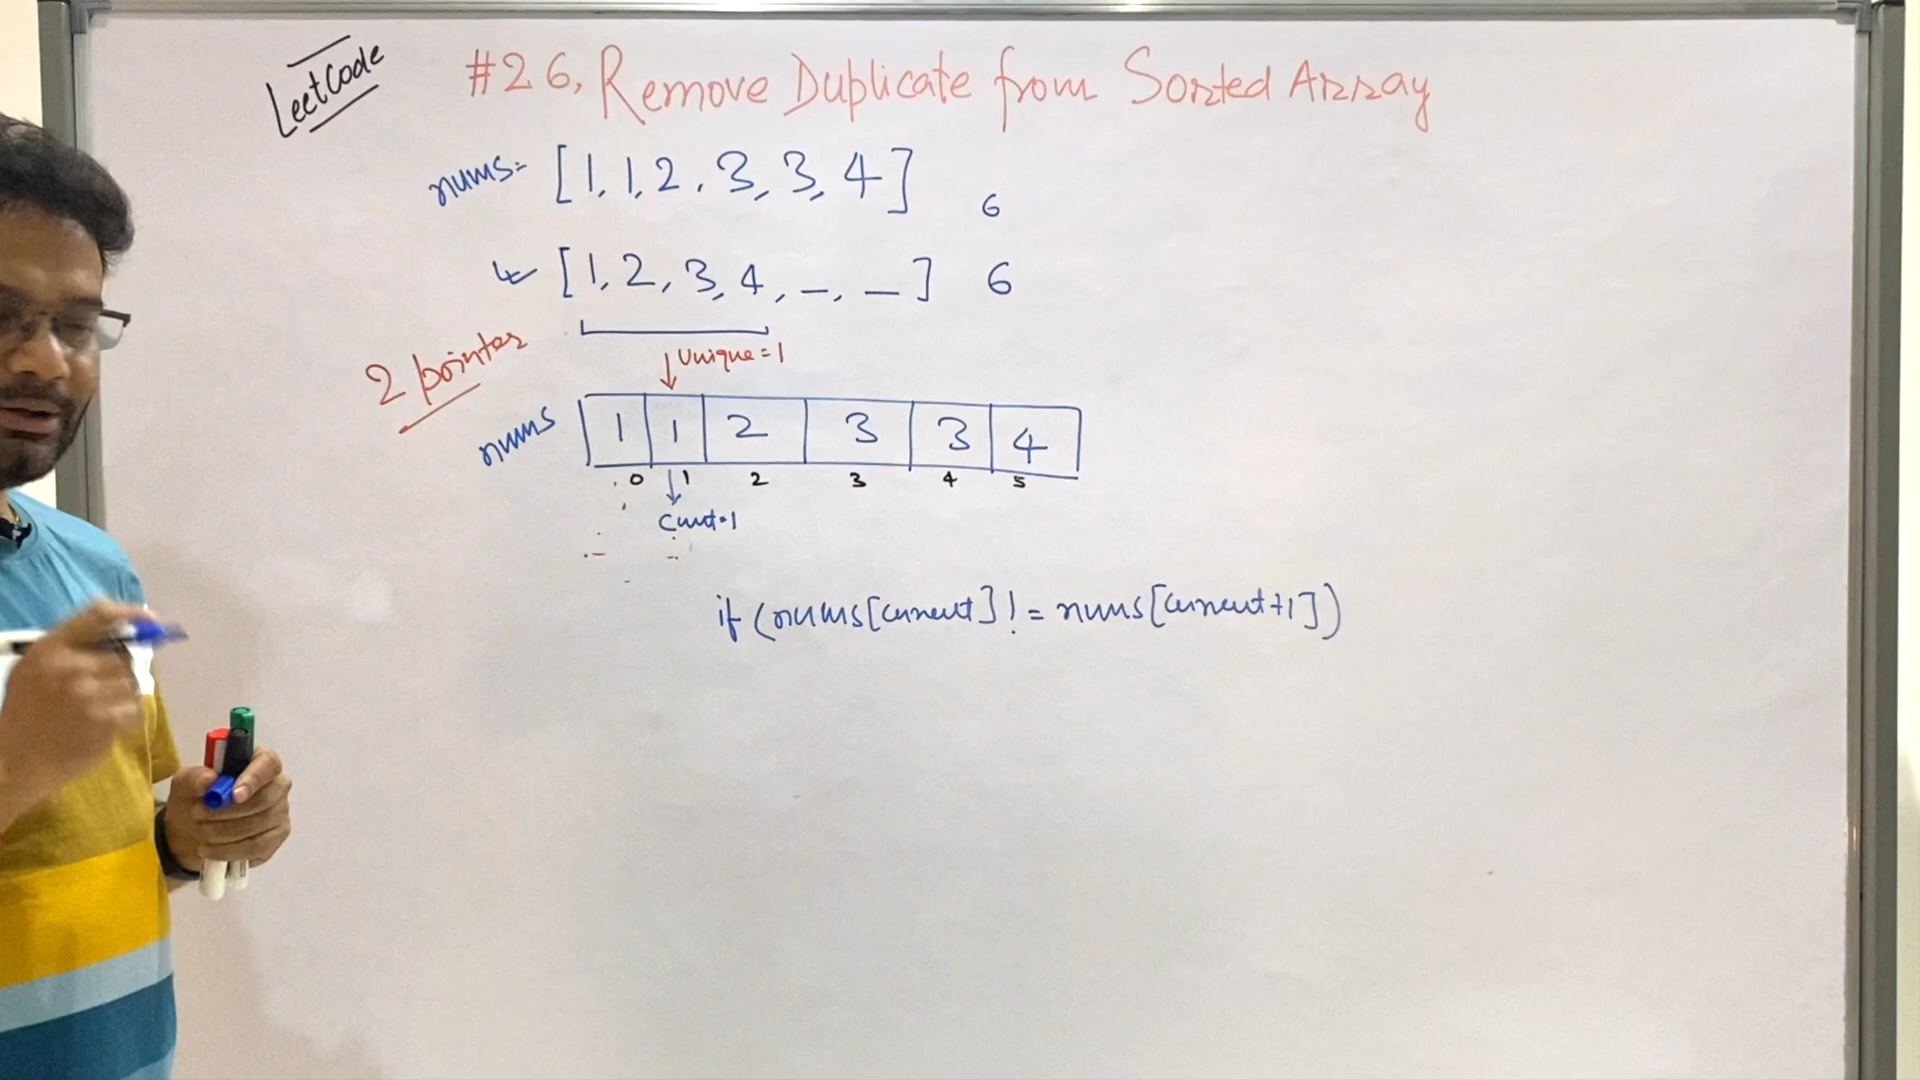 LeetCode
#26. Remove Duplicate from Sorted Array
nums= [1, 1, 2, 3, 3, 4] 6
[1, 2, 3, 4, _, _] 6
2 pointer
Unique = 1
nums 1 1 2 3 3 4
0 1 2 3 4 5
if (nums[current] != nums[current+1])